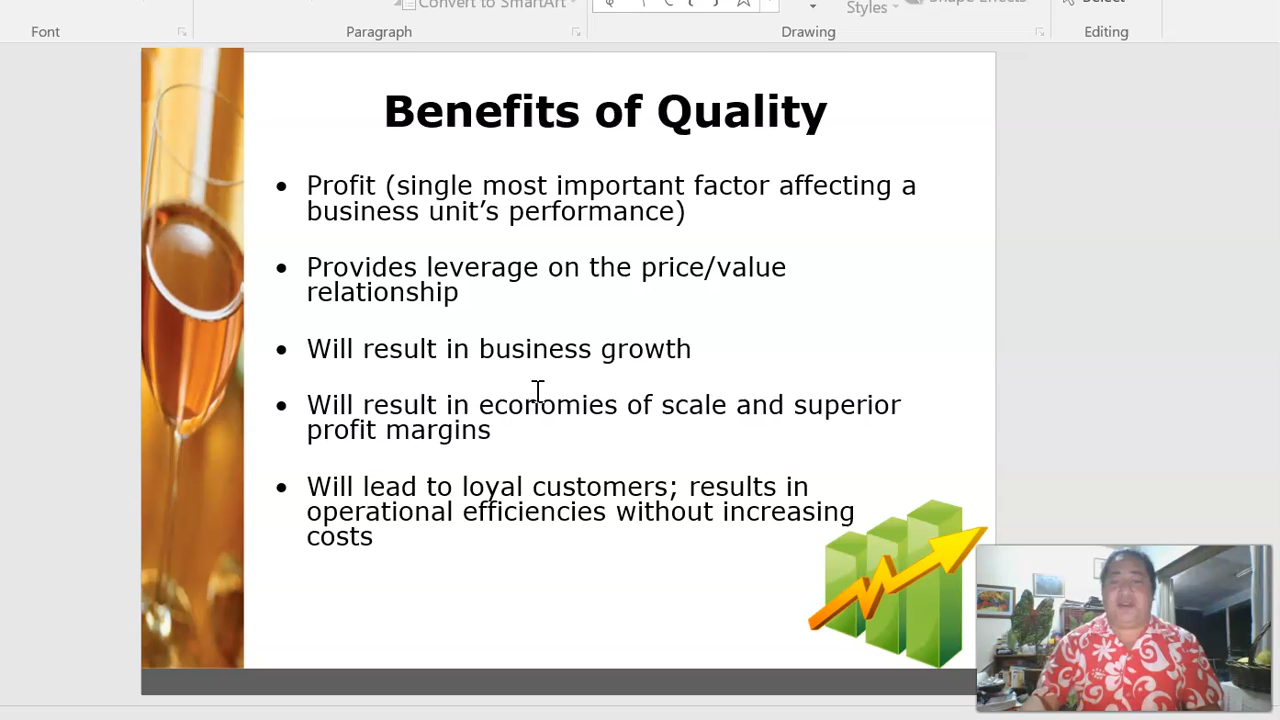 Convert to SmartArt
Styles
Shape Effects
Select
Font
Paragraph
Drawing
Editing
Benefits of Quality
• Profit (single most important factor affecting a
business unit’s performance)
• Provides leverage on the price/value
relationship
• Will result in business growth
• Will result in economies of scale and superior
profit margins
• Will lead to loyal customers; results in
operational efficiencies without increasing
costs